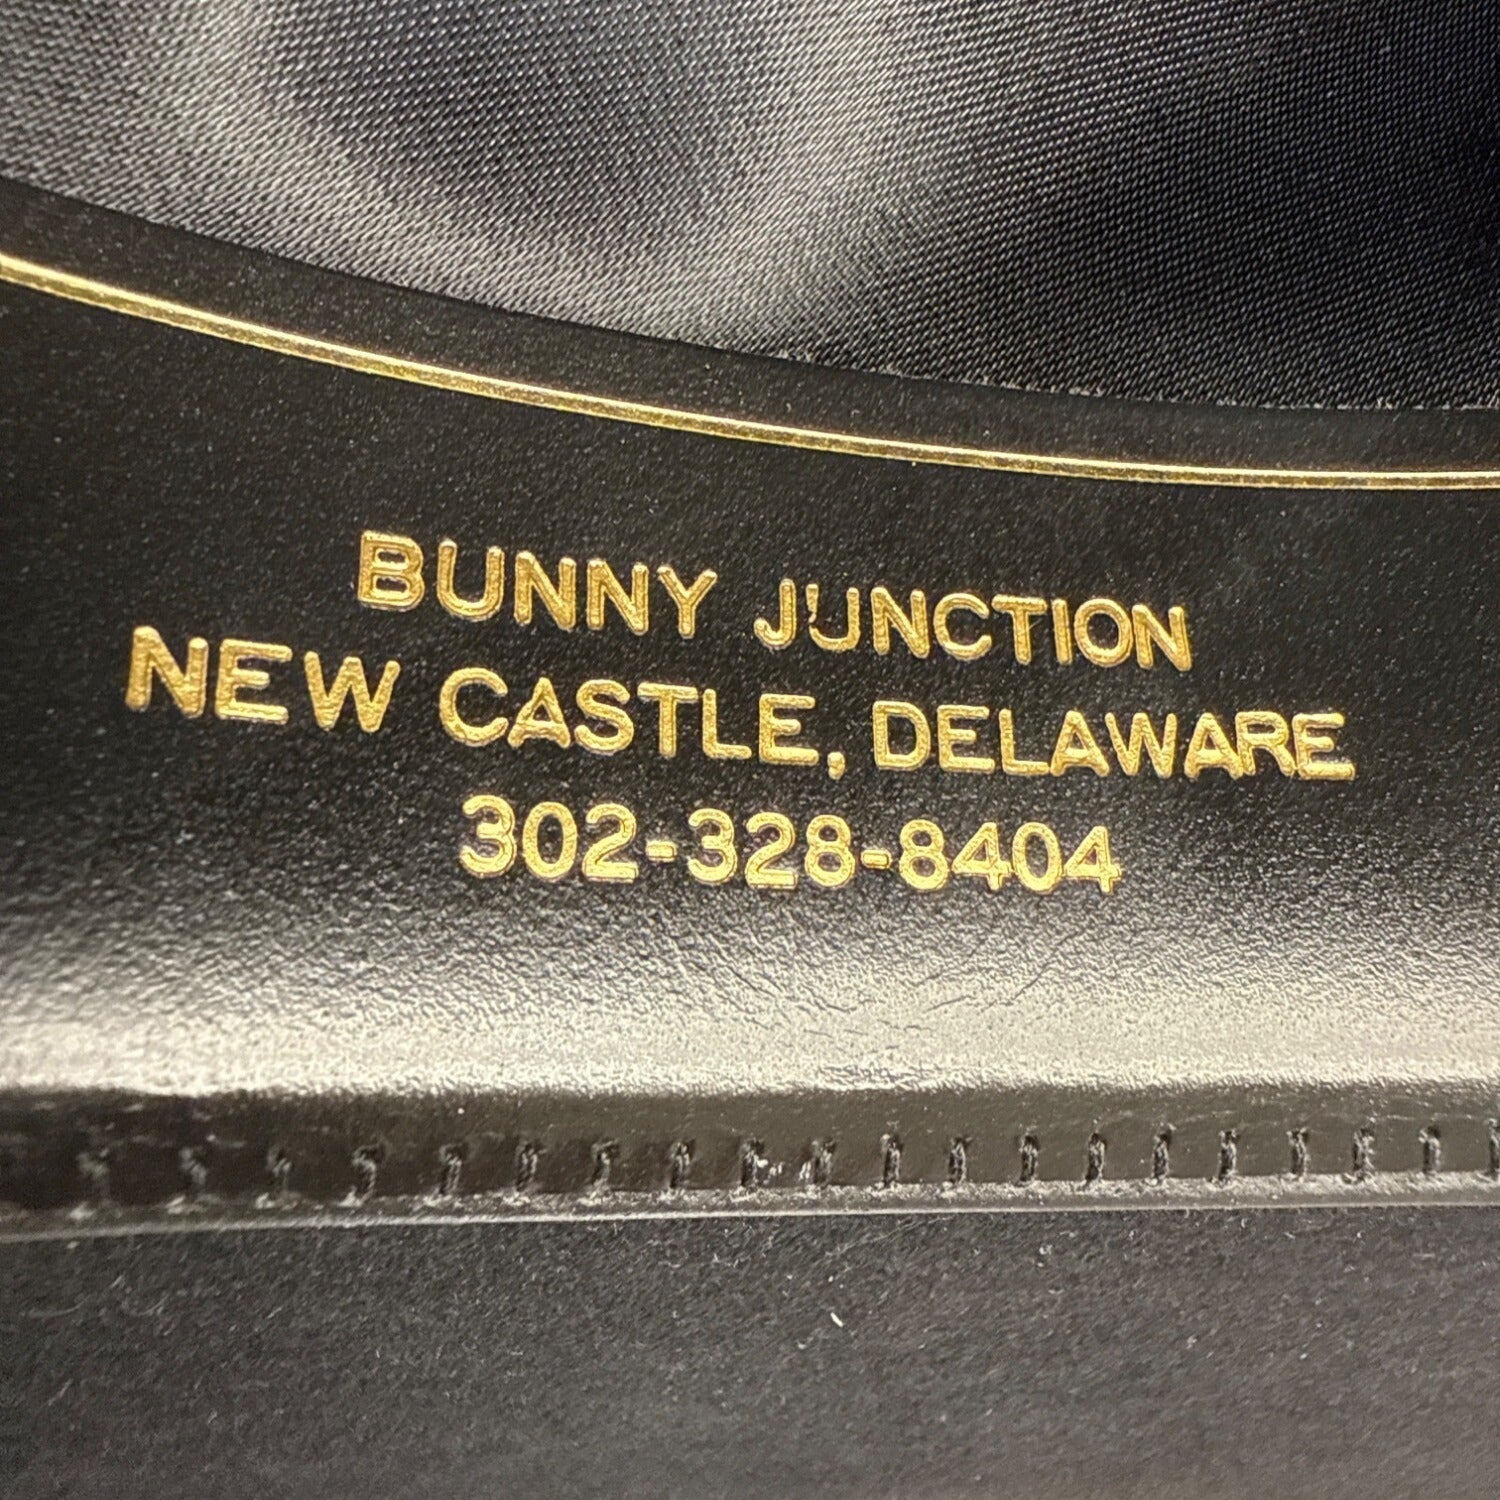 BUNNY JUNCTION
NEW CASTLE, DELAWARE
302-328-8404